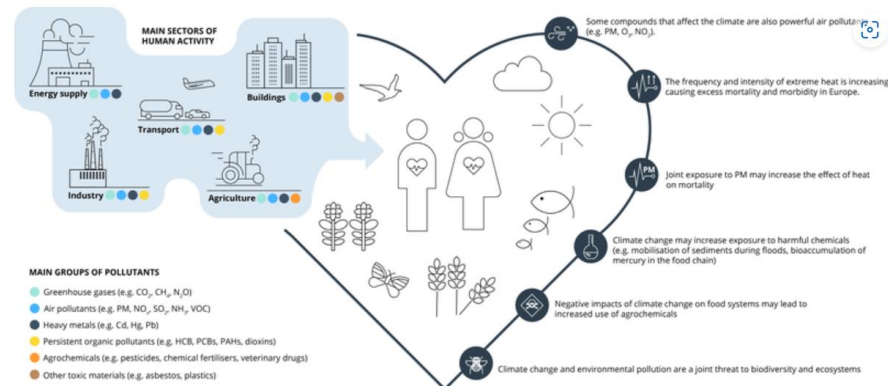 MAIN SECTORS OF
HUMAN ACTIVITY
Energy supply
Transport
Buildings
Industry
Agriculture
MAIN GROUPS OF POLLUTANTS
Greenhouse gases (e.g. CO₂, CH₄, N₂O)
Air pollutants (e.g. PM, NOₓ, SO₂, NH₃, VOC)
Heavy metals (e.g. Cd, Hg, Pb)
Persistent organic pollutants (e.g. HCB, PCBs, PAHs, dioxins)
Agrochemicals (e.g. pesticides, chemical fertilisers, veterinary drugs)
Other toxic materials (e.g. asbestos, plastics)
Some compounds that affect the climate are also powerful air
(e.g. PM, O₃, NO₂).
The frequency and intensity of extreme heat is increasing
causing excess mortality and morbidity in Europe.
PM
Joint exposure to PM may increase the effect of heat
on mortality
Climate change may increase exposure to harmful chemicals
(e.g. mobilisation of sediments during floods, bioaccumulation of
mercury in the food chain)
Negative impacts of climate change on food systems may lead to
increased use of agrochemicals
Climate change and environmental pollution are a joint threat to biodiversity and ecosystems